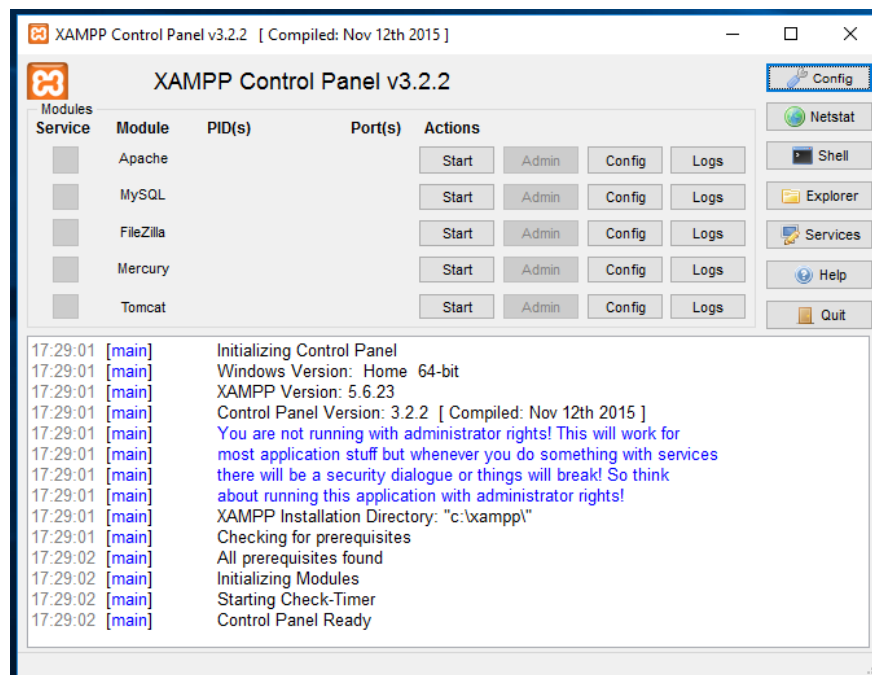 XAMPP Control Panel v3.2.2 [ Compiled: Nov 12th 2015 ]
XAMPP Control Panel v3.2.2
Config
Netstat
Shell
Explorer
Services
Help
Quit
Modules
Service Module PID(s) Port(s) Actions
Apache Start Admin Config Logs
MySQL Start Admin Config Logs
FileZilla Start Admin Config Logs
Mercury Start Admin Config Logs
Tomcat Start Admin Config Logs
17:29:01 [main] Initializing Control Panel
17:29:01 [main] Windows Version: Home 64-bit
17:29:01 [main] XAMPP Version: 5.6.23
17:29:01 [main] Control Panel Version: 3.2.2 [ Compiled: Nov 12th 2015 ]
17:29:01 [main] You are not running with administrator rights! This will work for
17:29:01 [main] most application stuff but whenever you do something with services
17:29:01 [main] there will be a security dialogue or things will break! So think
17:29:01 [main] about running this application with administrator rights!
17:29:01 [main] XAMPP Installation Directory: "c:\xampp\"
17:29:01 [main] Checking for prerequisites
17:29:02 [main] All prerequisites found
17:29:02 [main] Initializing Modules
17:29:02 [main] Starting Check-Timer
17:29:02 [main] Control Panel Ready